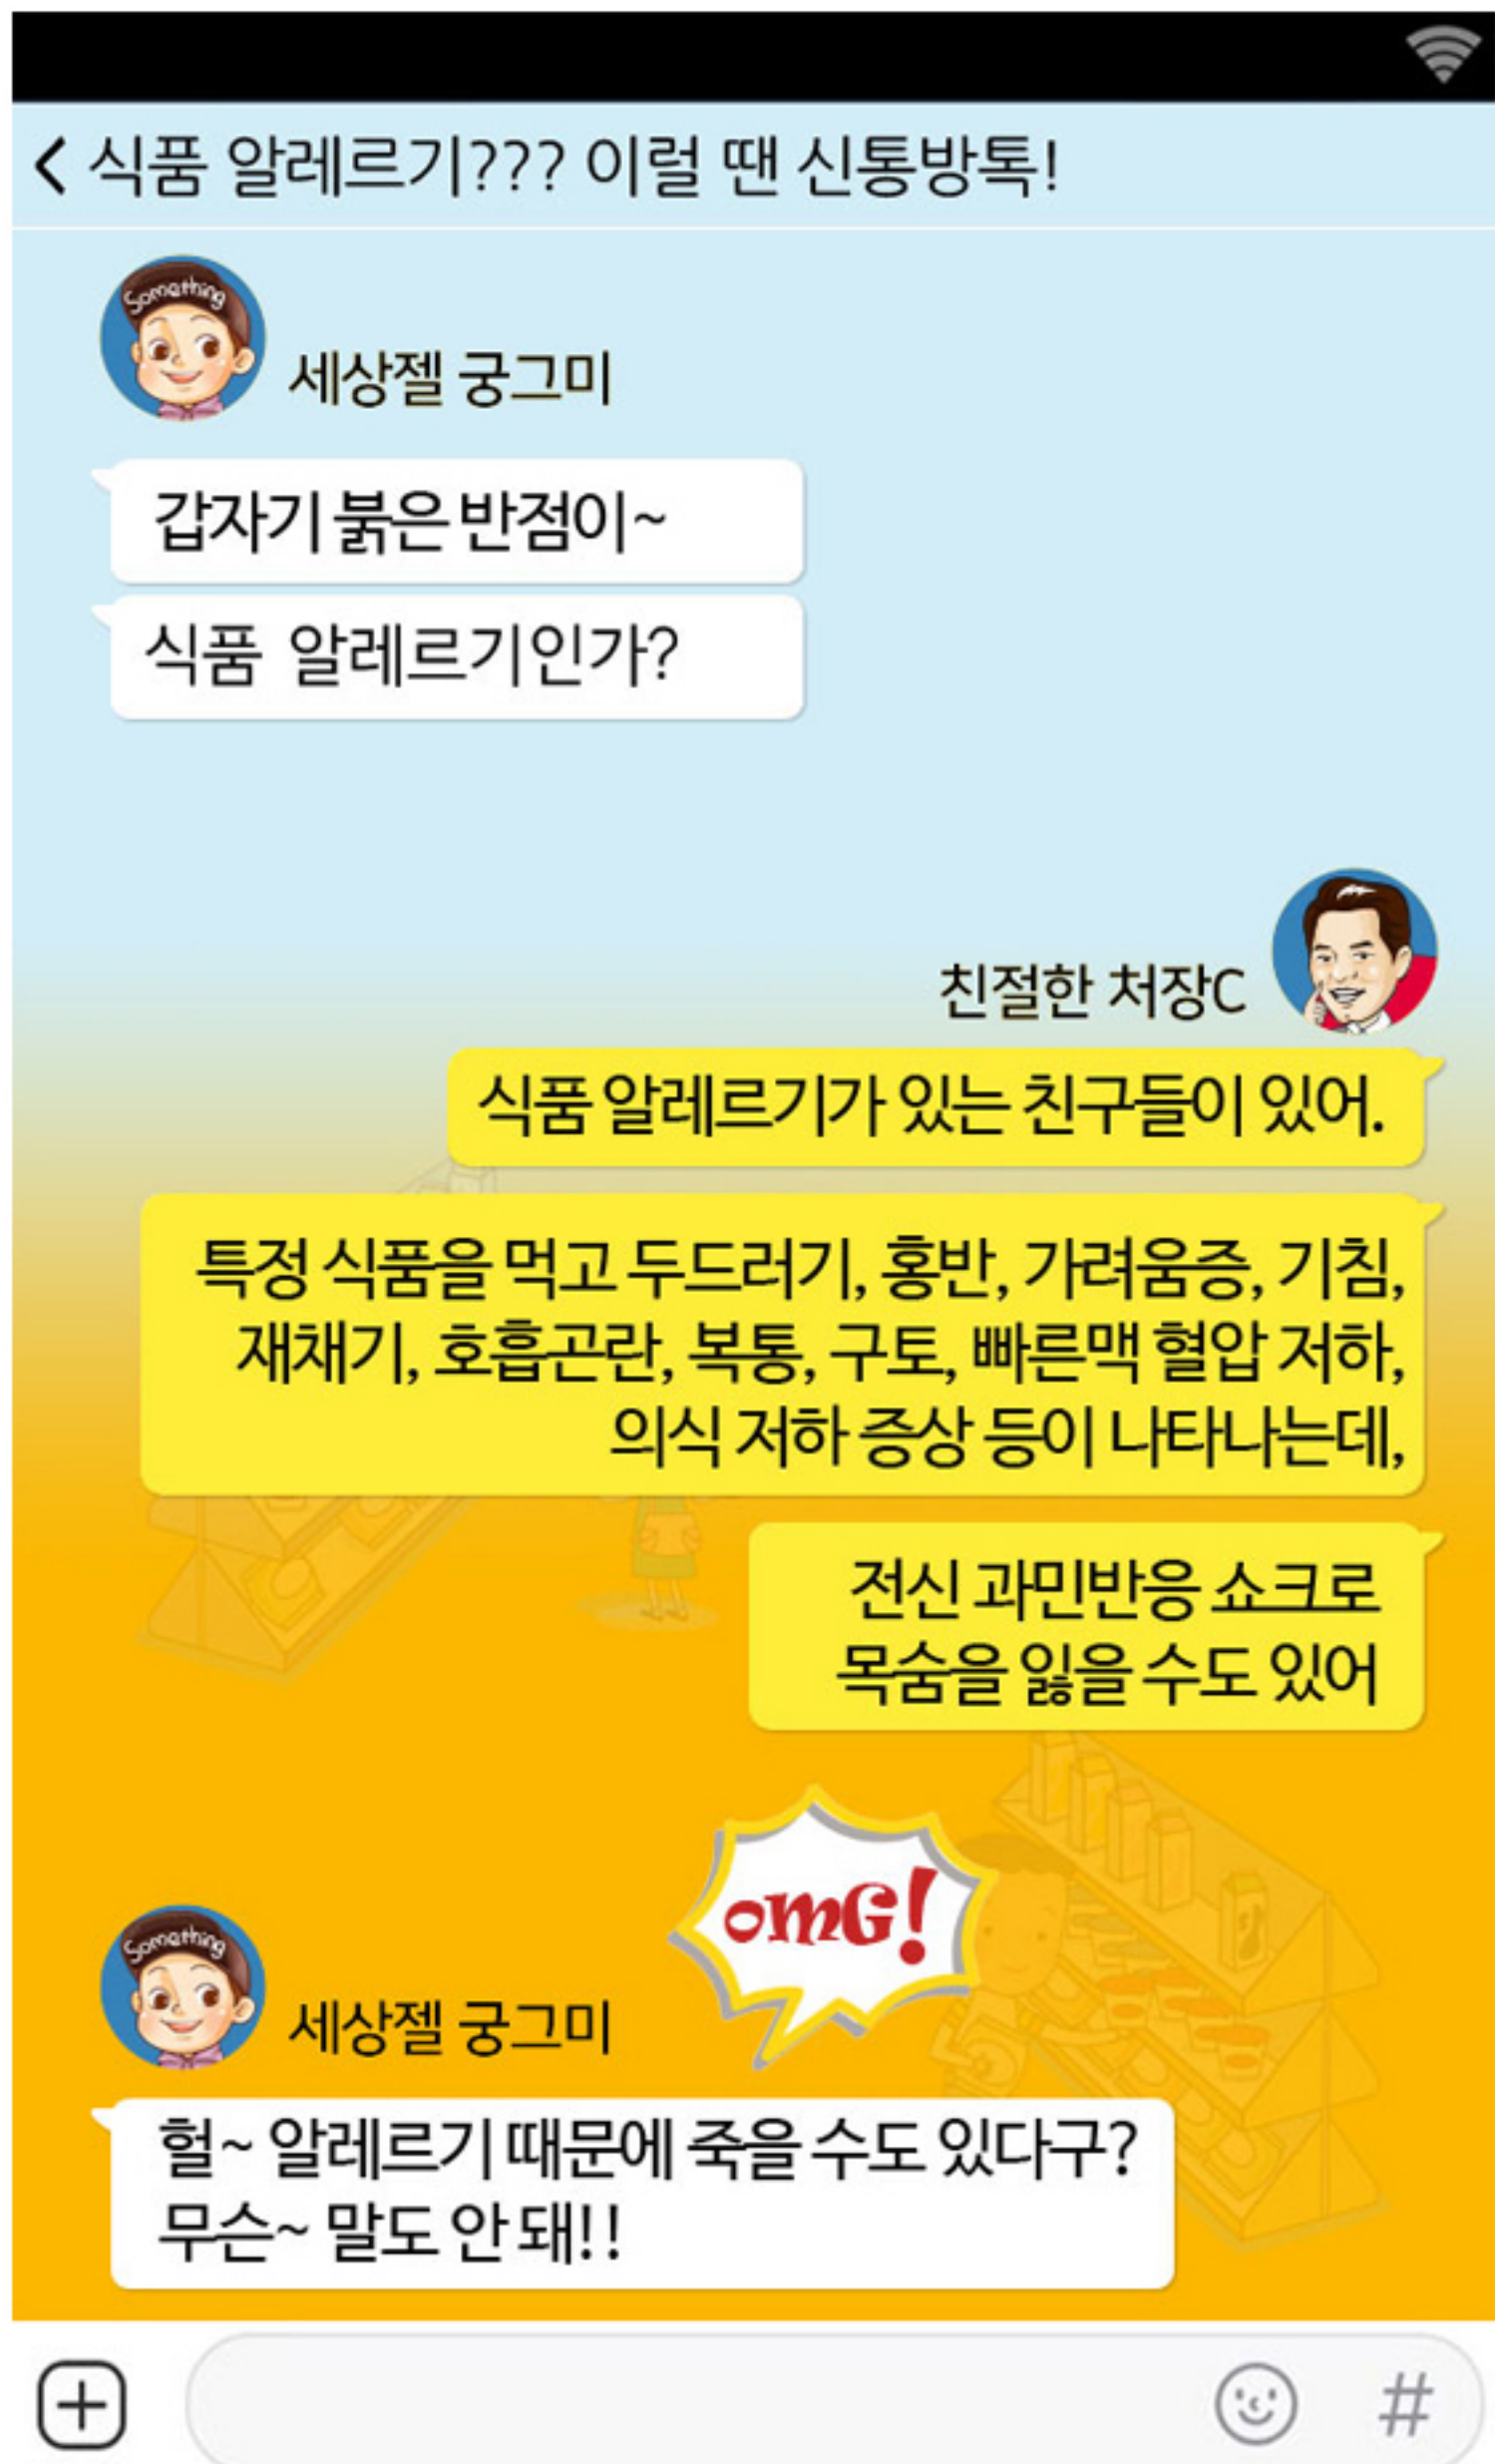 식품 알레르기??? 이럴 땐 신통방톡!
Something
세상젤 궁그미
갑자기 붉은 반점이~
식품 알레르기인가?
친절한 처장C
식품 알레르기가 있는 친구들이 있어.
특정 식품을 먹고 두드러기, 홍반, 가려움증, 기침,
재채기, 호흡곤란, 복통, 구토, 빠른맥 혈압 저하,
의식 저하 증상 등이 나타나는데,
전신 과민반응 쇼크로
목숨을 잃을 수도 있어
omG!
Something
세상젤 궁그미
헐~ 알레르기 때문에 죽을 수도 있다구?
무슨~ 말도 안 돼!!
#